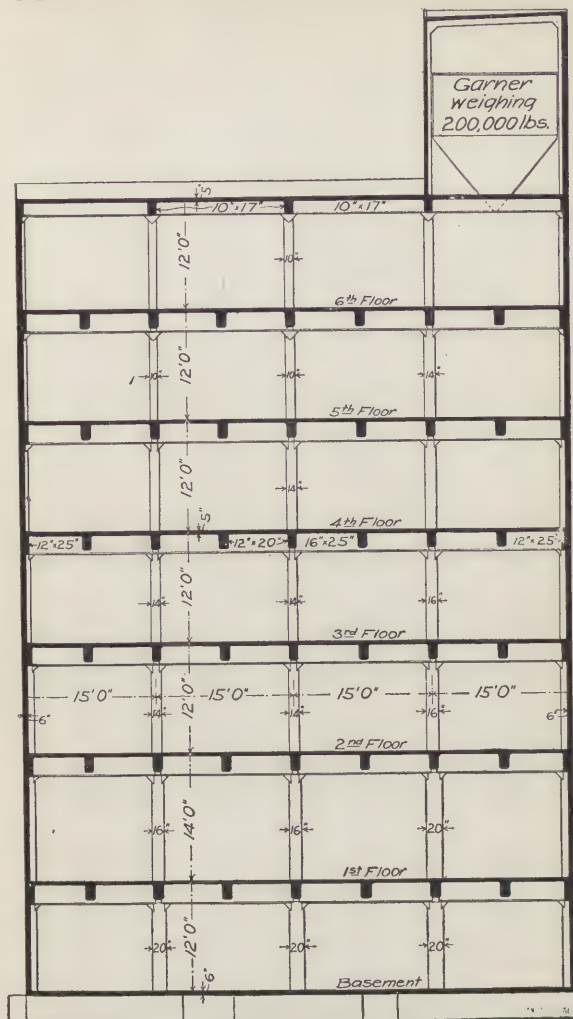 Garner
weighing
200,000 lbs.
5"
10"x17" 10"x17"
12'0"
10"
6th Floor
12'0"
10" 10" 14"
5th Floor
12'0"
14"
4th Floor
5"
12"x25" 12"x20" 16"x25" 12"x25"
12'0"
14" 14" 16"
3rd Floor
15'0" 15'0" 15'0" 15'0"
12'0"
6" 14" 14" 16" 6"
2nd Floor
14'0"
16" 16" 20"
1st Floor
12'0"
20" 20" 20"
6"
Basement